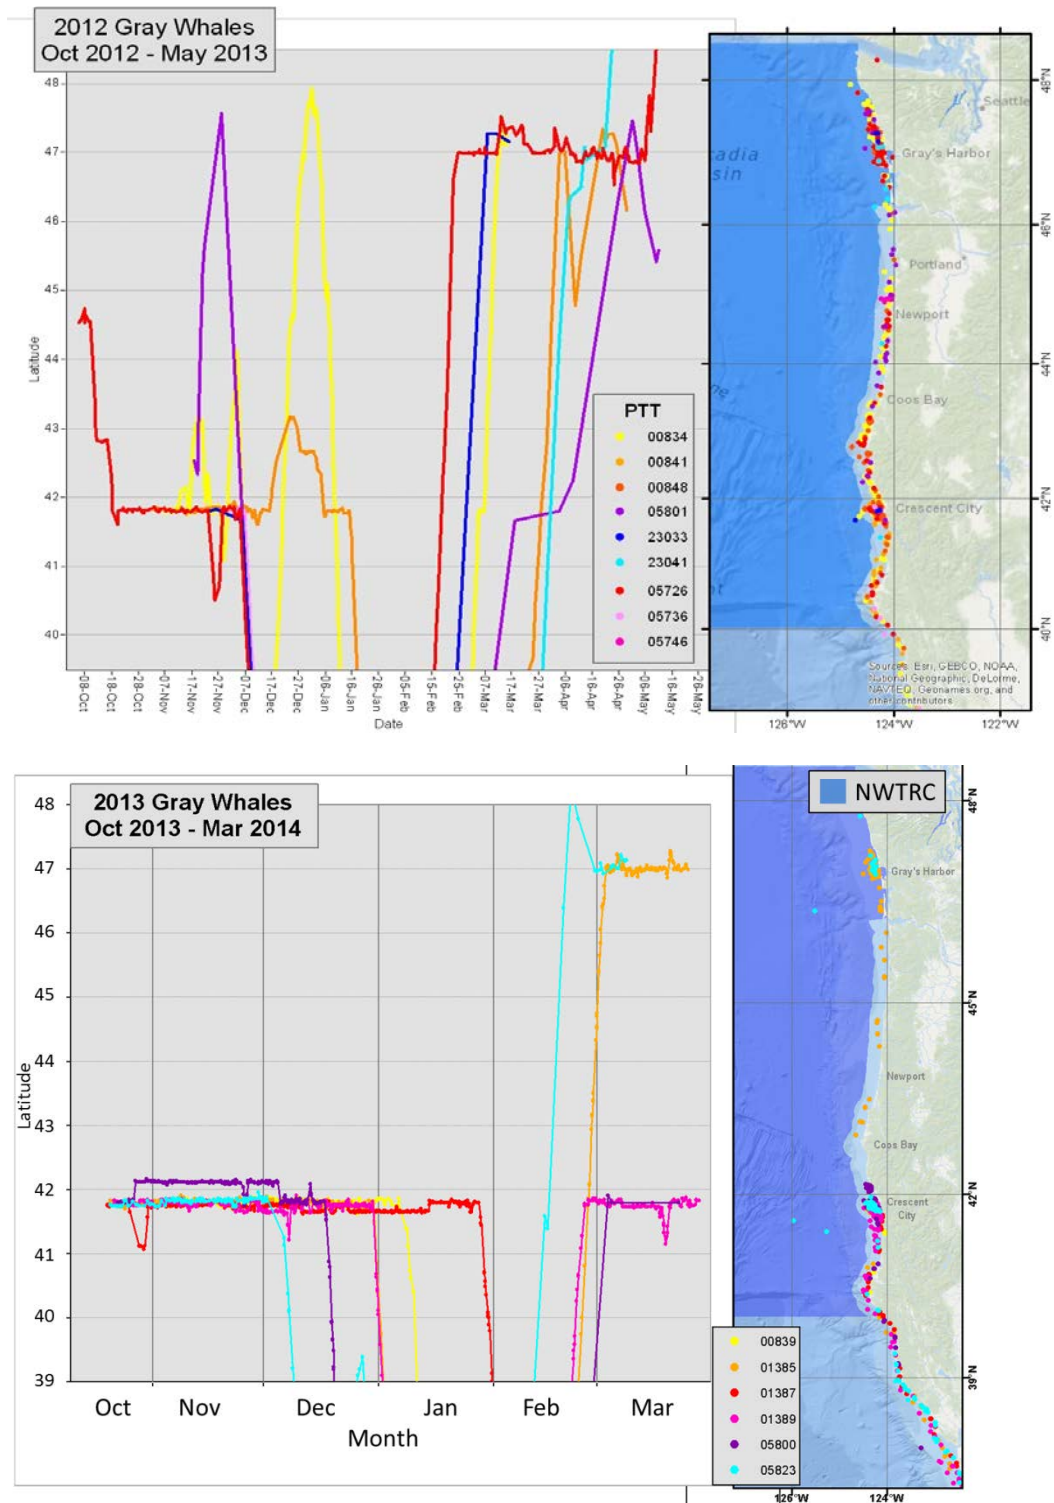 2012 Gray Whales
Oct 2012 - May 2013
48
47
46
45
44
43
42
41
40
Latitude
08-Oct
18-Oct
28-Oct
07-Nov
17-Nov
27-Nov
07-Dec
17-Dec
27-Dec
06-Jan
16-Jan
26-Jan
05-Feb
15-Feb
25-Feb
07-Mar
17-Mar
27-Mar
06-Apr
16-Apr
26-Apr
06-May
16-May
26-May
Date
PTT
00834
00841
00848
05801
23033
23041
05726
05736
05746
Seattle
Gray's Harbor
Portland
Newport
Coos Bay
Crescent City
Sources: Esri, GEBCO, NOAA,
National Geographic, DeLorme,
NAVTEQ, Geonames.org, and
other contributors
48°N
46°N
44°N
42°N
40°N
126°W
124°W
122°W
2013 Gray Whales
Oct 2013 - Mar 2014
48
47
46
45
44
43
42
41
40
39
Latitude
Oct
Nov
Dec
Jan
Feb
Mar
Month
NWTRC
Gray's Harbor
Newport
Coos Bay
Crescent
City
48°N
45°N
42°N
39°N
00839
01385
01387
01389
05800
05823
126°W
124°W